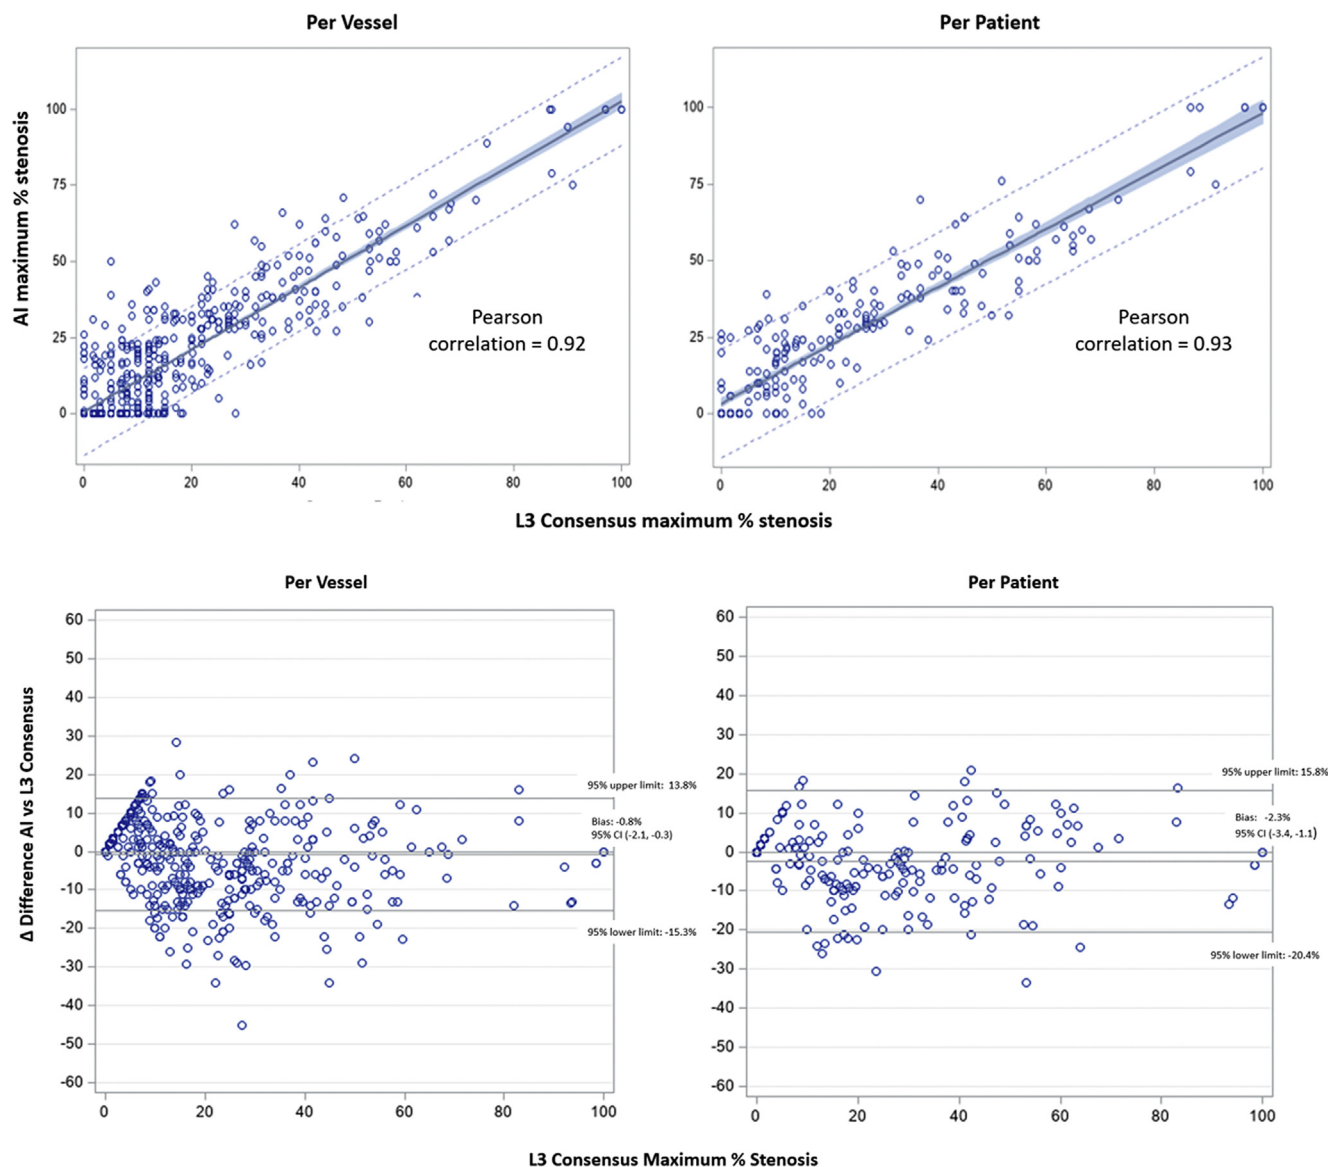 Per Vessel
Per Patient
AI maximum % stenosis
100
75
50
25
0
Pearson
correlation = 0.92
0 20 40 60 80 100
100
75
50
25
0
Pearson
correlation = 0.93
0 20 40 60 80 100
L3 Consensus maximum % stenosis
Per Vessel
Per Patient
Δ Difference AI vs L3 Consensus
60
50
40
30
20
10
0
-10
-20
-30
-40
-50
-60
95% upper limit: 13.8%
Bias: -0.8%
95% CI (-2.1, -0.3)
95% lower limit: -15.3%
0 20 40 60 80 100
60
50
40
30
20
10
0
-10
-20
-30
-40
-50
-60
95% upper limit: 15.8%
Bias: -2.3%
95% CI (-3.4, -1.1)
95% lower limit: -20.4%
0 20 40 60 80 100
L3 Consensus Maximum % Stenosis